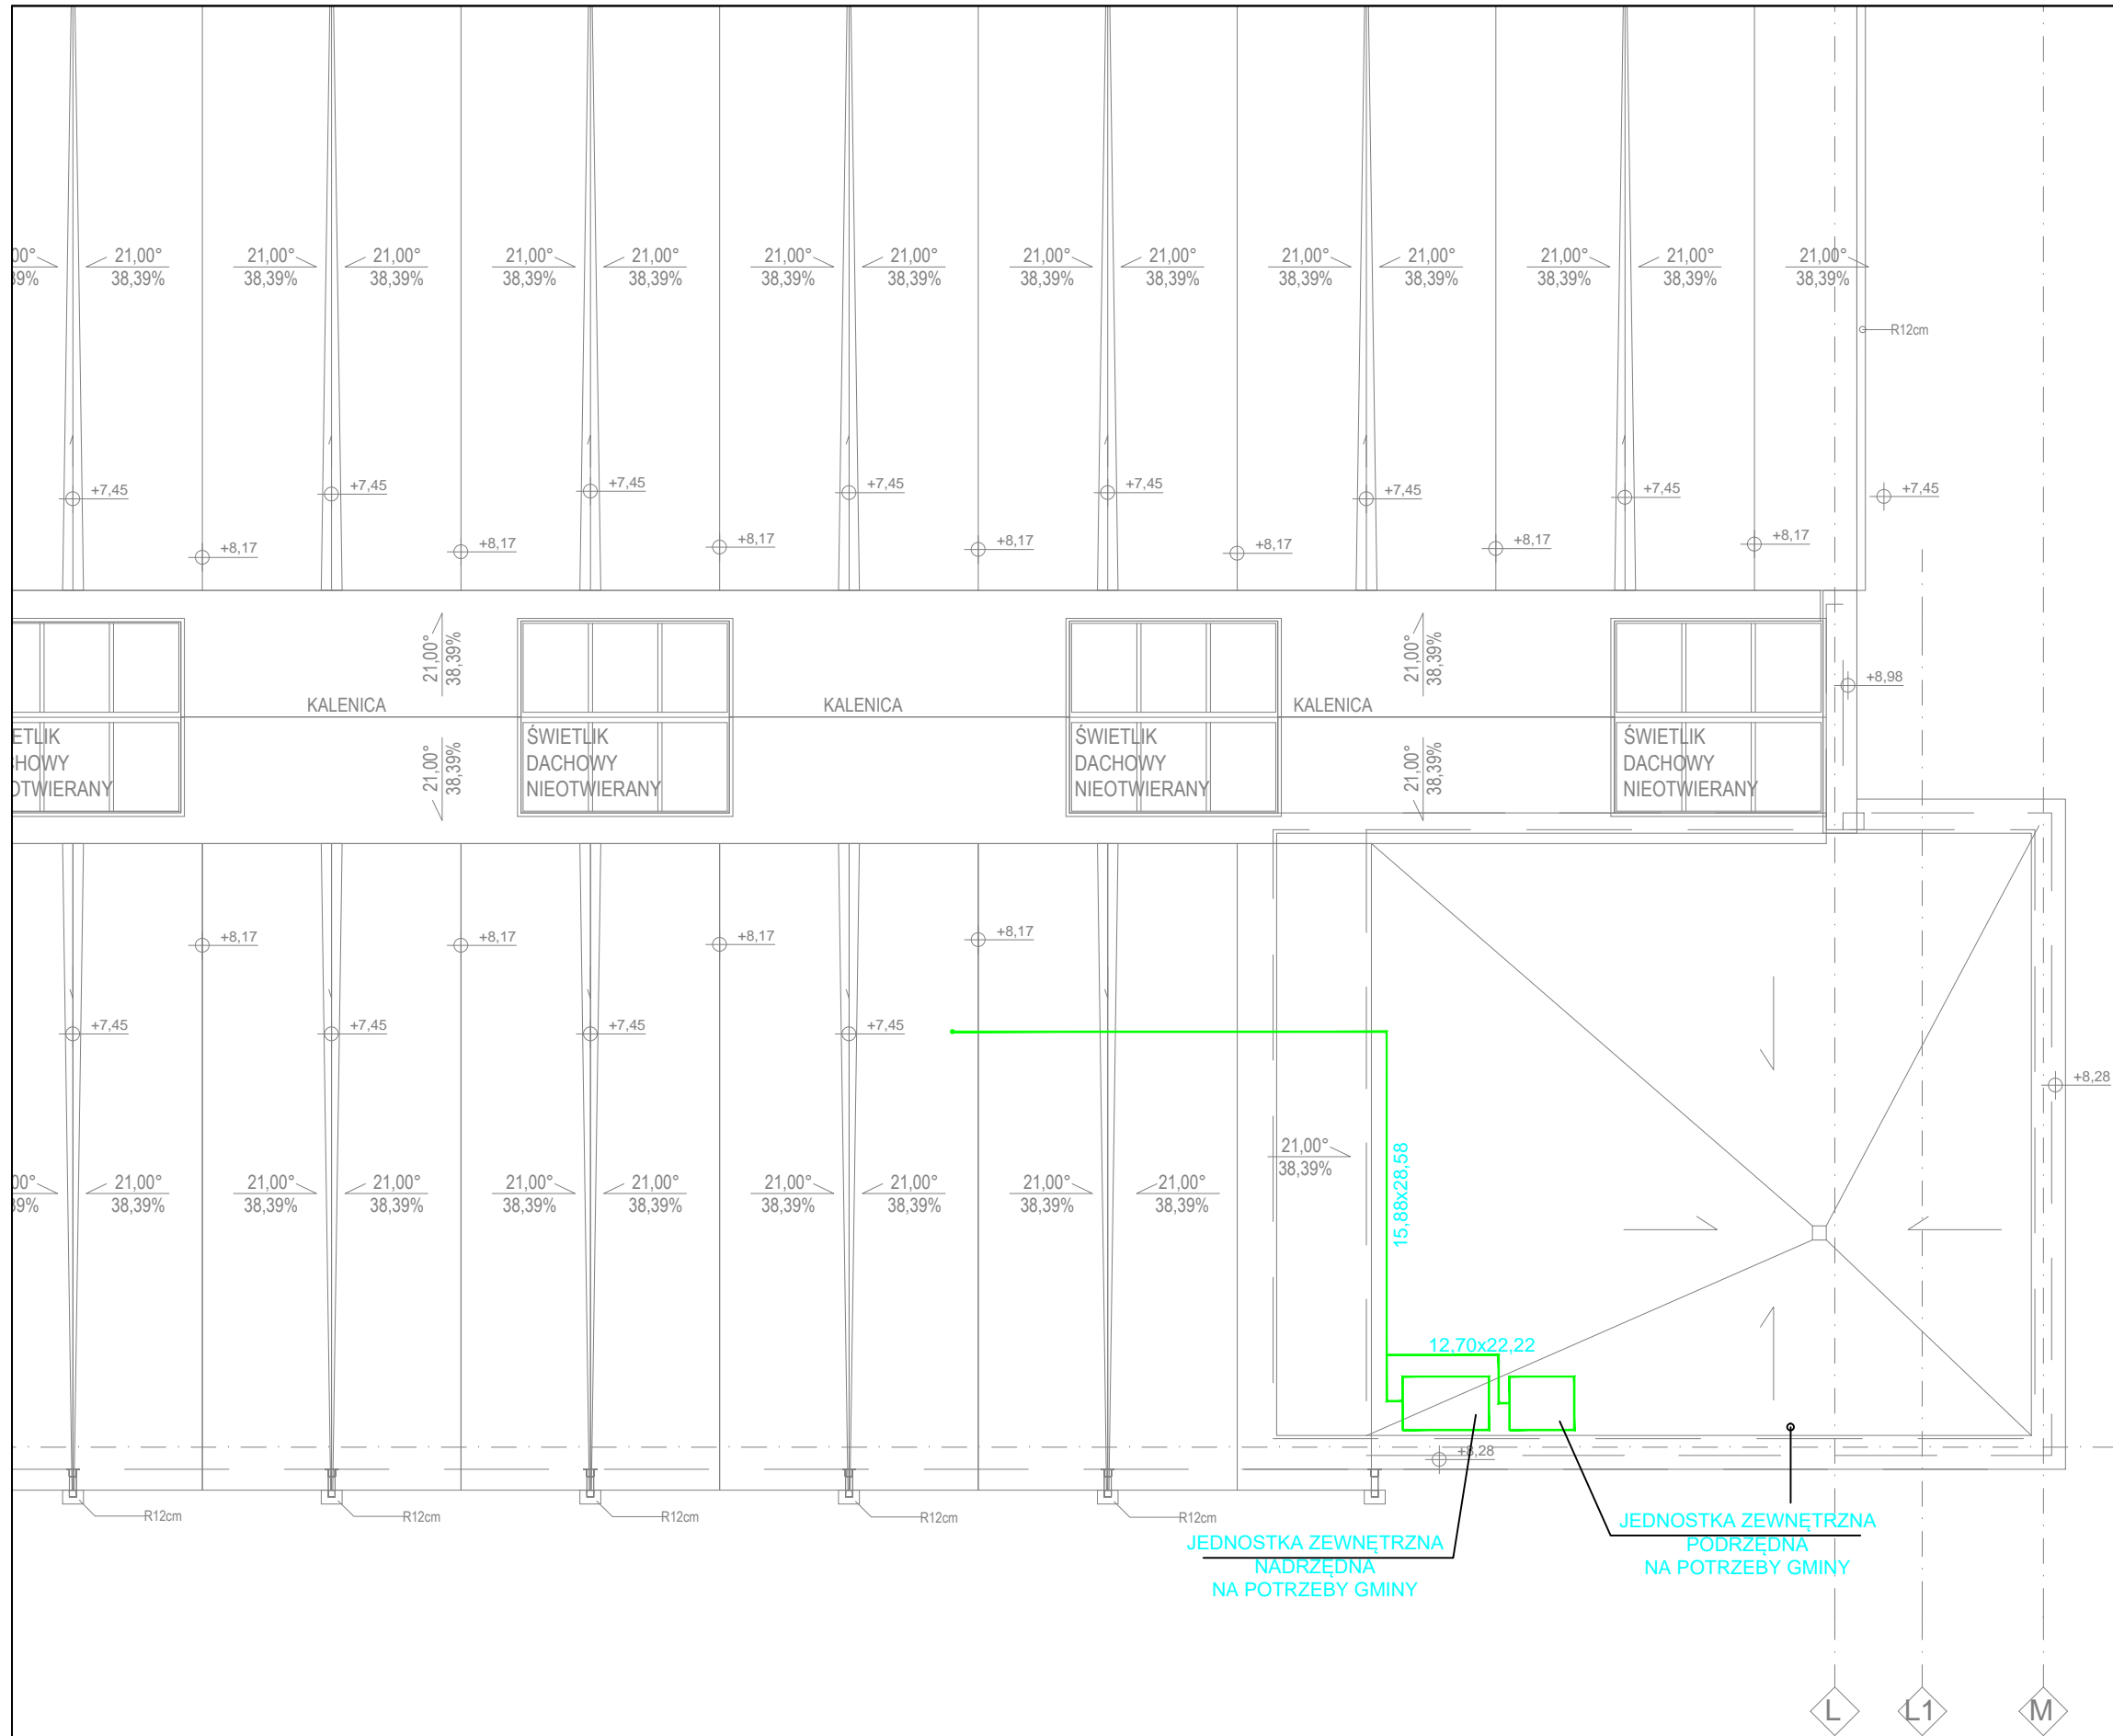 00° 21,00° 21,00° 21,00° 21,00° 21,00° 21,00° 21,00° 21,00° 21,00° 21,00° 21,00° 21,00° 21,00° 21,00°
39% 38,39% 38,39% 38,39% 38,39% 38,39% 38,39% 38,39% 38,39% 38,39% 38,39% 38,39% 38,39% 38,39% 38,39%
R12cm
+7,45 +7,45 +7,45 +7,45 +7,45 +7,45 +7,45 +7,45
+8,17 +8,17 +8,17 +8,17 +8,17 +8,17 +8,17
21,00° 38,39% 21,00° 38,39%
+8,98
KALENICA KALENICA KALENICA
ETLIK ŚWIETLIK ŚWIETLIK ŚWIETLIK
CHOWY DACHOWY DACHOWY DACHOWY
OTWIERANY NIEOTWIERANY NIEOTWIERANY NIEOTWIERANY
21,00° 38,39% 21,00° 38,39%
+8,17 +8,17 +8,17 +8,17
+7,45 +7,45 +7,45 +7,45
+8,28
21,00°
38,39%
15,88x28,58
00° 21,00° 21,00° 21,00° 21,00° 21,00° 21,00° 21,00° 21,00° 21,00°
39% 38,39% 38,39% 38,39% 38,39% 38,39% 38,39% 38,39% 38,39% 38,39%
12,70x22,22
+8,28
R12cm R12cm R12cm R12cm R12cm
JEDNOSTKA ZEWNĘTRZNA
NADRZĘDNA
NA POTRZEBY GMINY
JEDNOSTKA ZEWNĘTRZNA
PODRZĘDNA
NA POTRZEBY GMINY
L L1 M